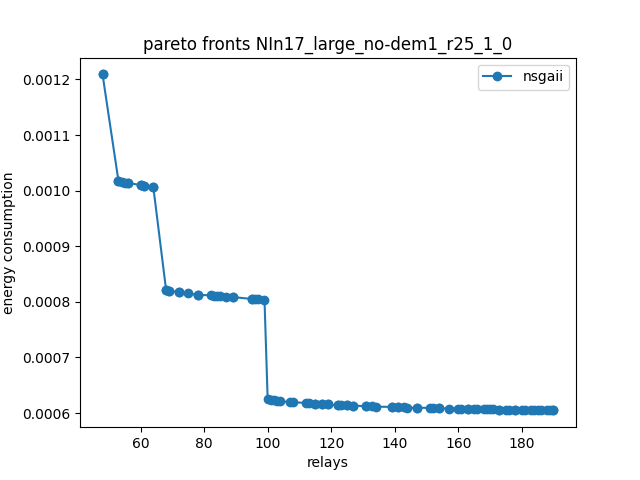 pareto fronts NIn17_large_no-dem1_r25_1_0
nsgaii
0.0012
0.0011
0.0010
0.0009
0.0008
0.0007
0.0006
energy consumption
60 80 100 120 140 160 180
relays